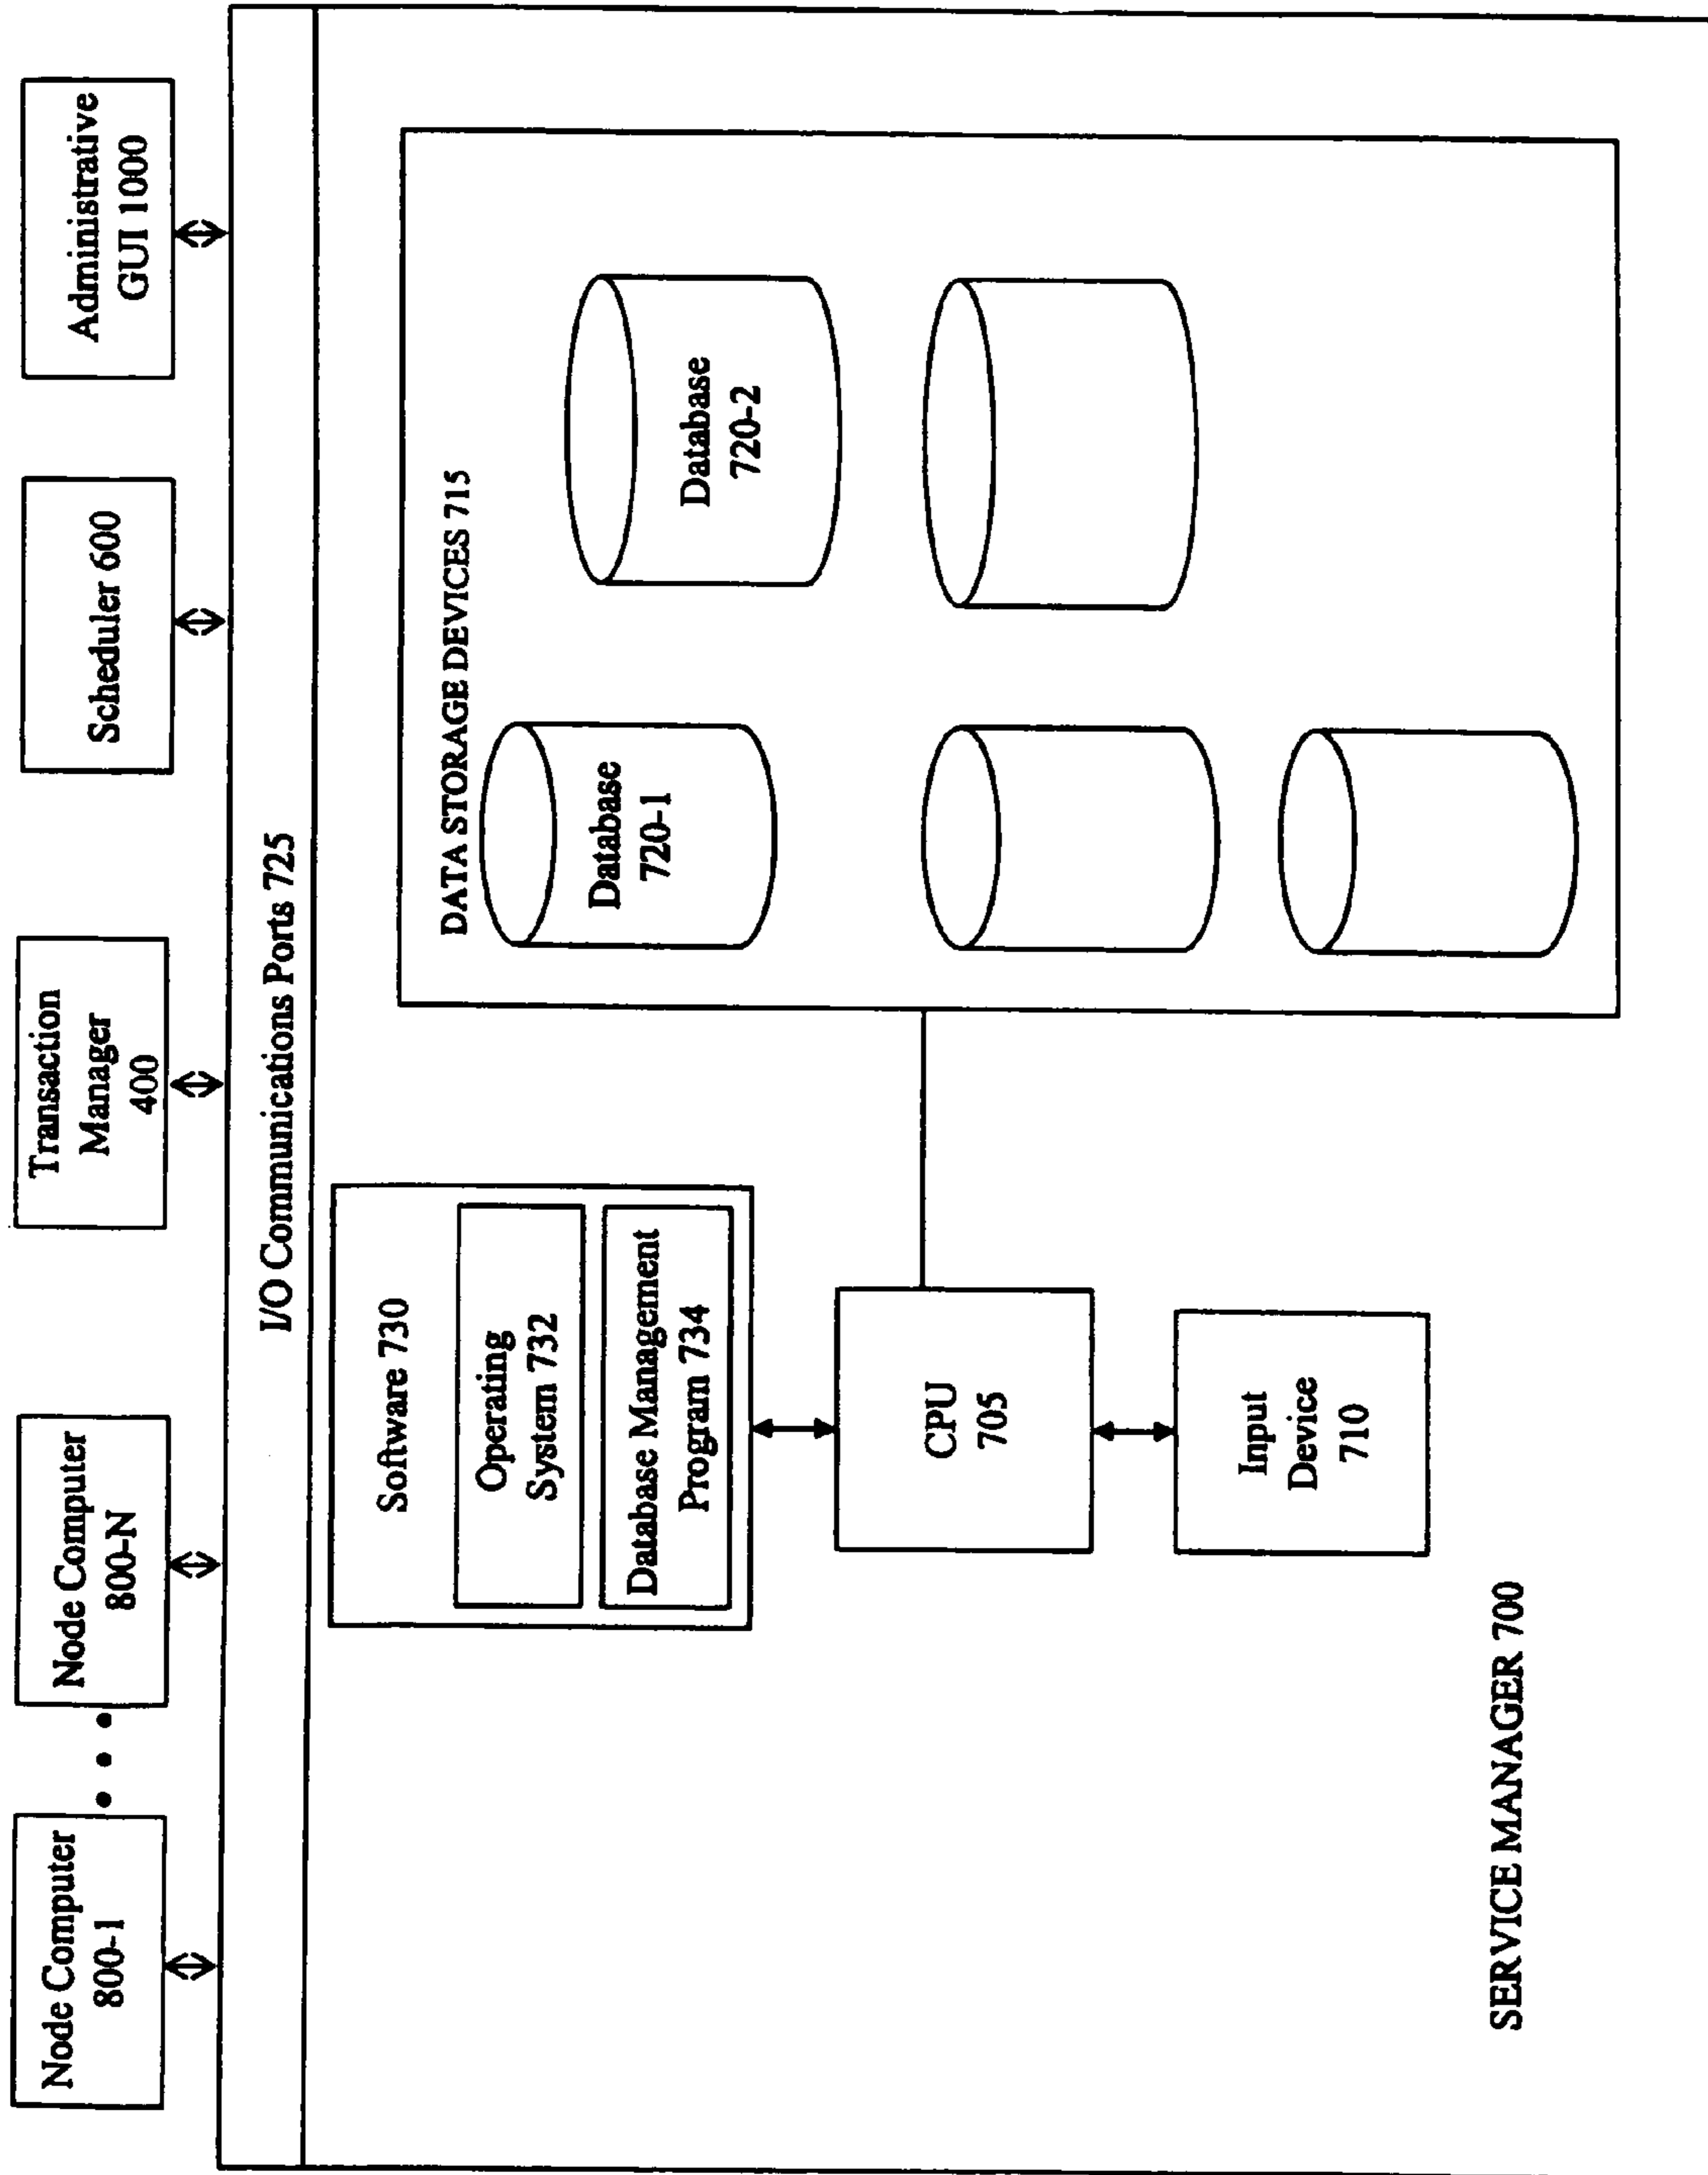 Node Computer
800-1
Node Computer
800-N
Transaction
Manager
400
Scheduler 600
Administrative
GUI 1000
I/O Communications Ports 725
Software 730
Operating
System 732
Database Management
Program 734
CPU
705
Input
Device
710
DATA STORAGE DEVICES 715
Database
720-1
Database
720-2
SERVICE MANAGER 700